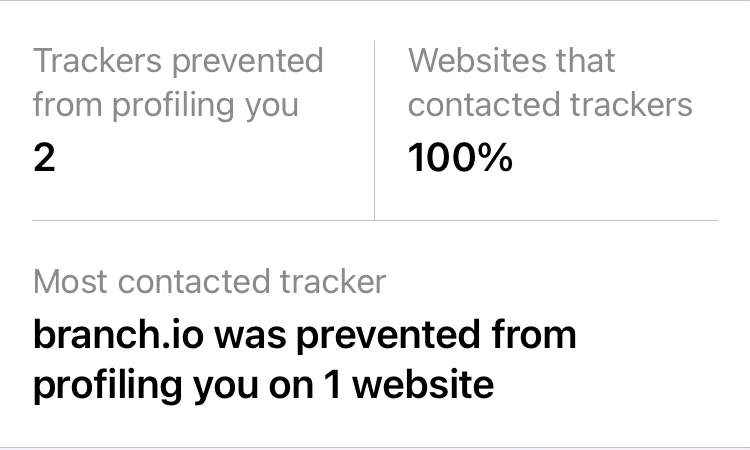 Trackers prevented
from profiling you
2
Websites that
contacted trackers
100%
Most contacted tracker
branch.io was prevented from
profiling you on 1 website